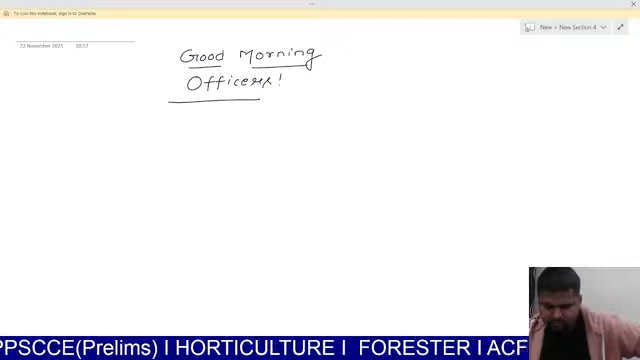 To sync this notebook, sign in to OneNote.
New > New Section 4
22 November 2023 10:57
Good Morning
Officers!
PPSCCE(Prelims) I HORTICULTURE I FORESTER I ACF